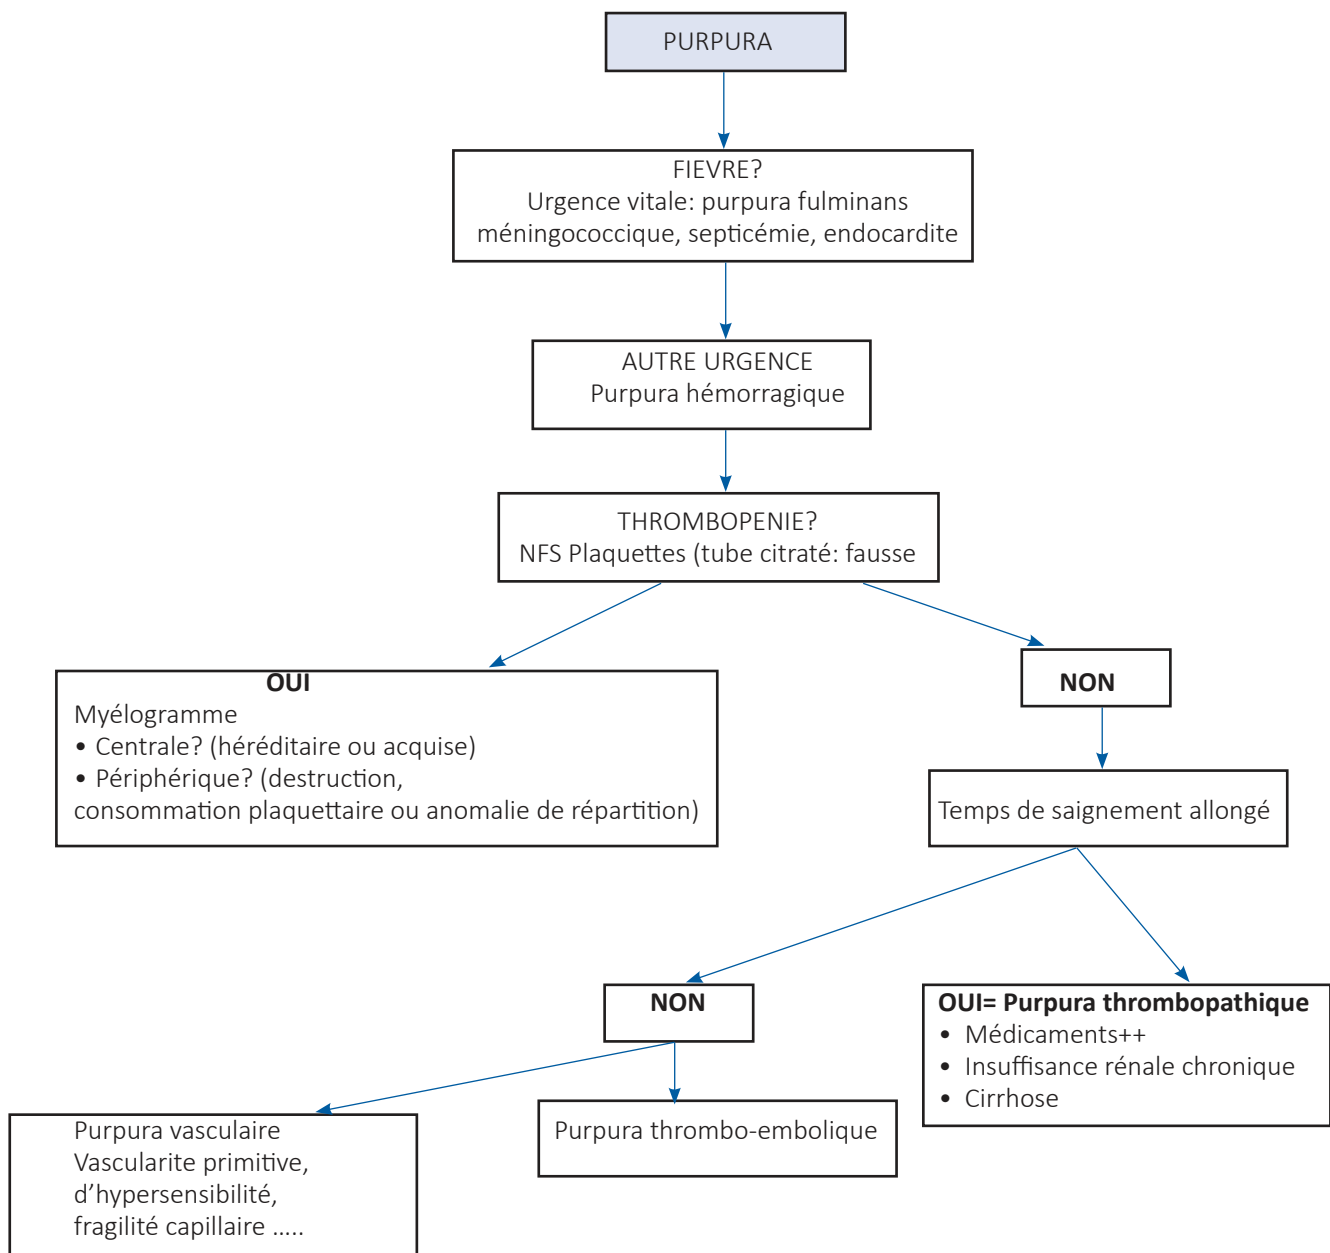 PURPURA
FIEVRE?
Urgence vitale: purpura fulminans
méningococcique, septicémie, endocardite
AUTRE URGENCE
Purpura hémorragique
THROMBOPENIE?
NFS Plaquettes (tube citraté: fausse
OUI
Myélogramme
• Centrale? (héréditaire ou acquise)
• Périphérique? (destruction,
consommation plaquettaire ou anomalie de répartition)
NON
Temps de saignement allongé
NON
OUI= Purpura thrombopathique
• Médicaments++
• Insuffisance rénale chronique
• Cirrhose
Purpura vasculaire
Vascularite primitive,
d’hypersensibilité,
fragilité capillaire .....
Purpura thrombo-embolique